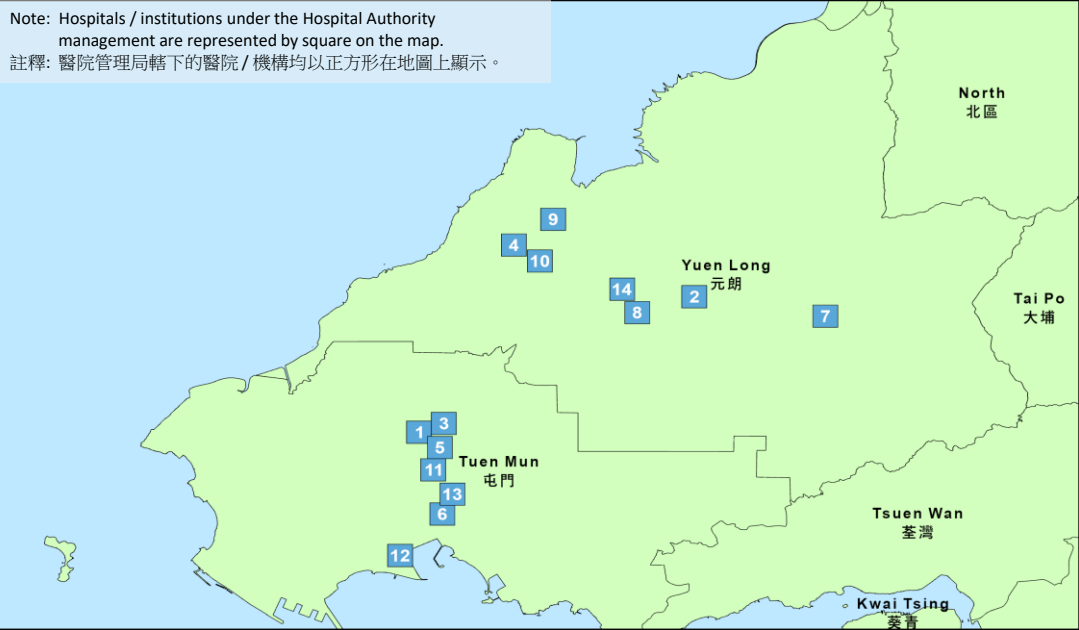 Note: Hospitals / institutions under the Hospital Authority
management are represented by square on the map.
註釋: 醫院管理局轄下的醫院 / 機構均以正方形在地圖上顯示。
North
北區
9
4
10
Yuen Long
元朗
14
2
8
7
Tai Po
大埔
3
1
5
Tuen Mun
屯門
11
13
6
Tsuen Wan
荃灣
12
Kwai Tsing
葵青